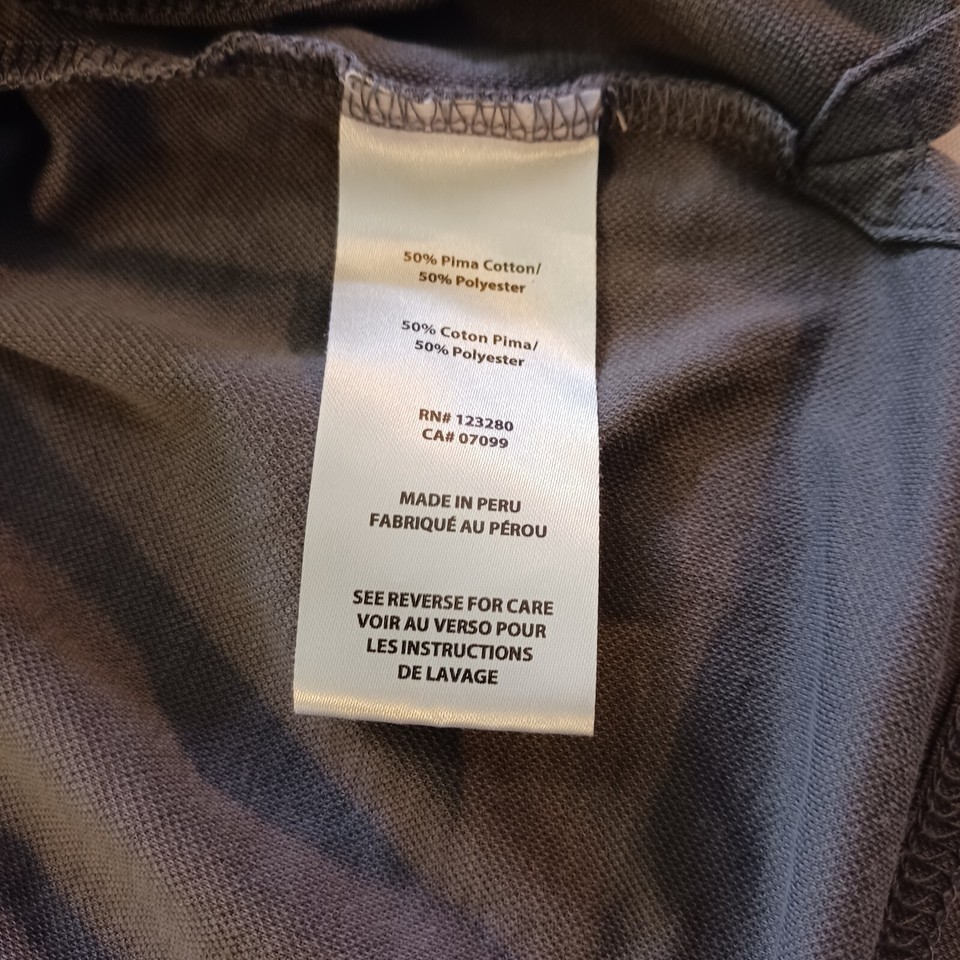 50% Pima Cotton/
50% Polyester
50% Coton Pima/
50% Polyester
RN# 123280
CA# 07099
MADE IN PERU
FABRIQUÉ AU PÉROU
SEE REVERSE FOR CARE
VOIR AU VERSO POUR
LES INSTRUCTIONS
DE LAVAGE